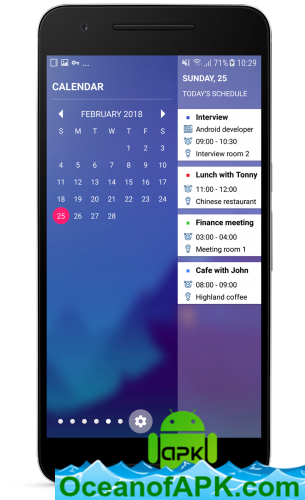 ... 71% 10:29
CALENDAR
FEBRUARY 2018
S M T W T F S
1 2 3
4 5 6 7 8 9 10
11 12 13 14 15 16 17
18 19 20 21 22 23 24
25 26 27 28
SUNDAY, 25
TODAY'S SCHEDULE
Interview
Android developer
09:00 - 10:30
Interview room 2
Lunch with Tonny
11:00 - 12:00
Chinese restaurant
Finance meeting
03:00 - 04:00
Meeting room 1
Cafe with John
08:00 - 09:00
Highland coffee
apk
OceanofAPK.com